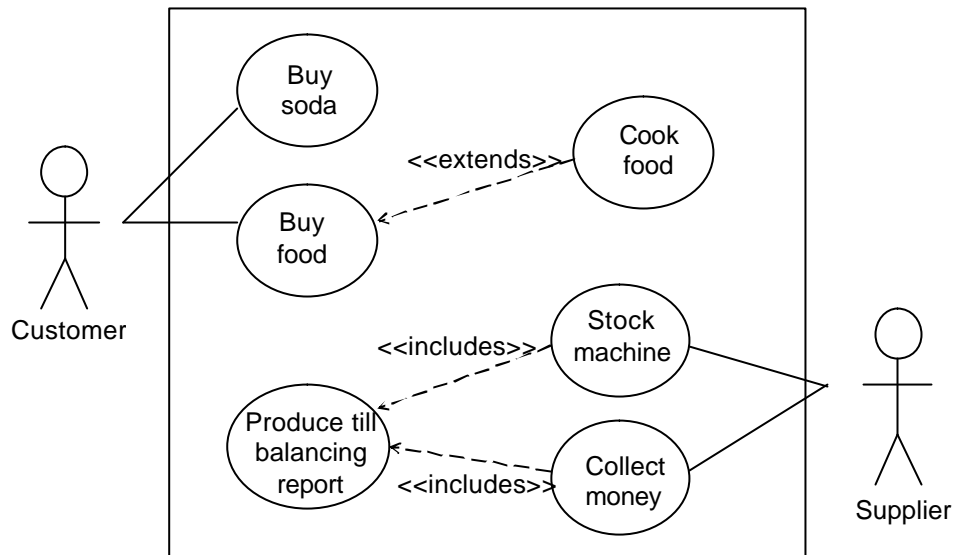 Buy
soda
Cook
food
<<extends>>
Buy
food
Customer
Stock
machine
<<includes>>
Produce till
balancing
report
Collect
money
<<includes>>
Supplier